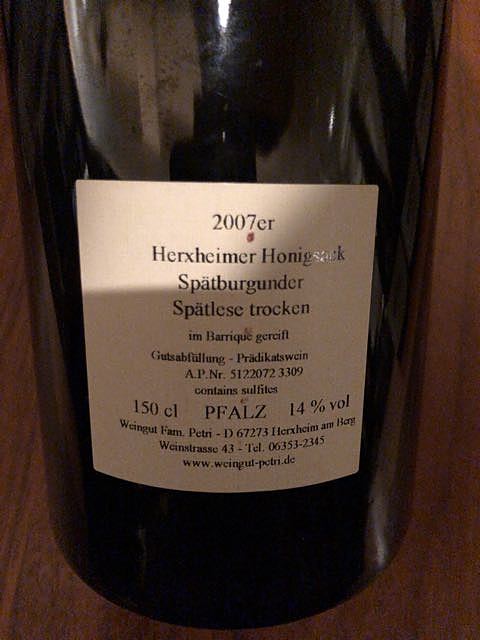 2007er
Herxheimer Honigsack
Spätburgunder
Spätlese trocken
im Barrique gereift
Gutsabfüllung - Prädikatswein
A.P.Nr. 5122072 3309
contains sulfites
150 cl PFALZ 14 % vol
Weingut Fam. Petri - D 67273 Herxheim am Berg
Weinstrasse 43 - Tel. 06353-2345
www.weingut-petri.de